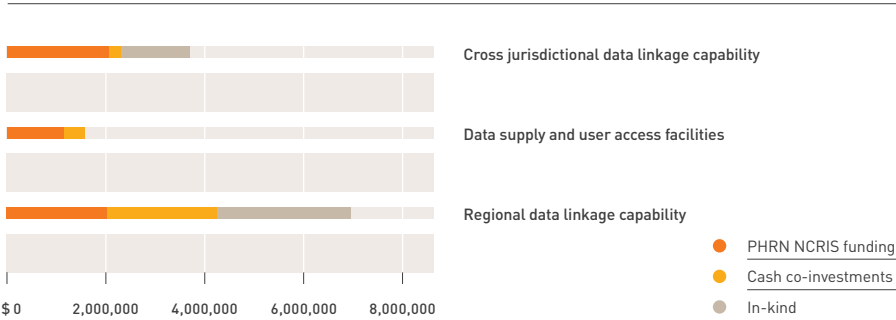 Cross jurisdictional data linkage capability
Data supply and user access facilities
Regional data linkage capability
PHRN NCRIS funding
Cash co-investments
In-kind
$ 0 2,000,000 4,000,000 6,000,000 8,000,000